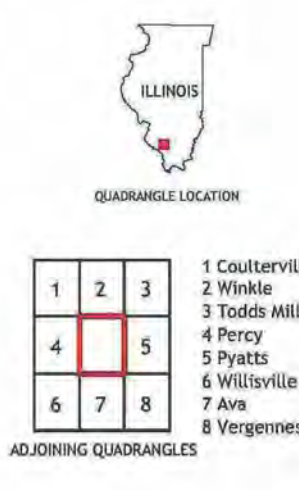 ILLINOIS
QUADRANGLE LOCATION
1 2 3
4 5
6 7 8
1 Coultervil
2 Winkle
3 Todds Mill
4 Percy
5 Pyatts
6 Willisville
7 Ava
8 Vergennes
ADJOINING QUADRANGLES